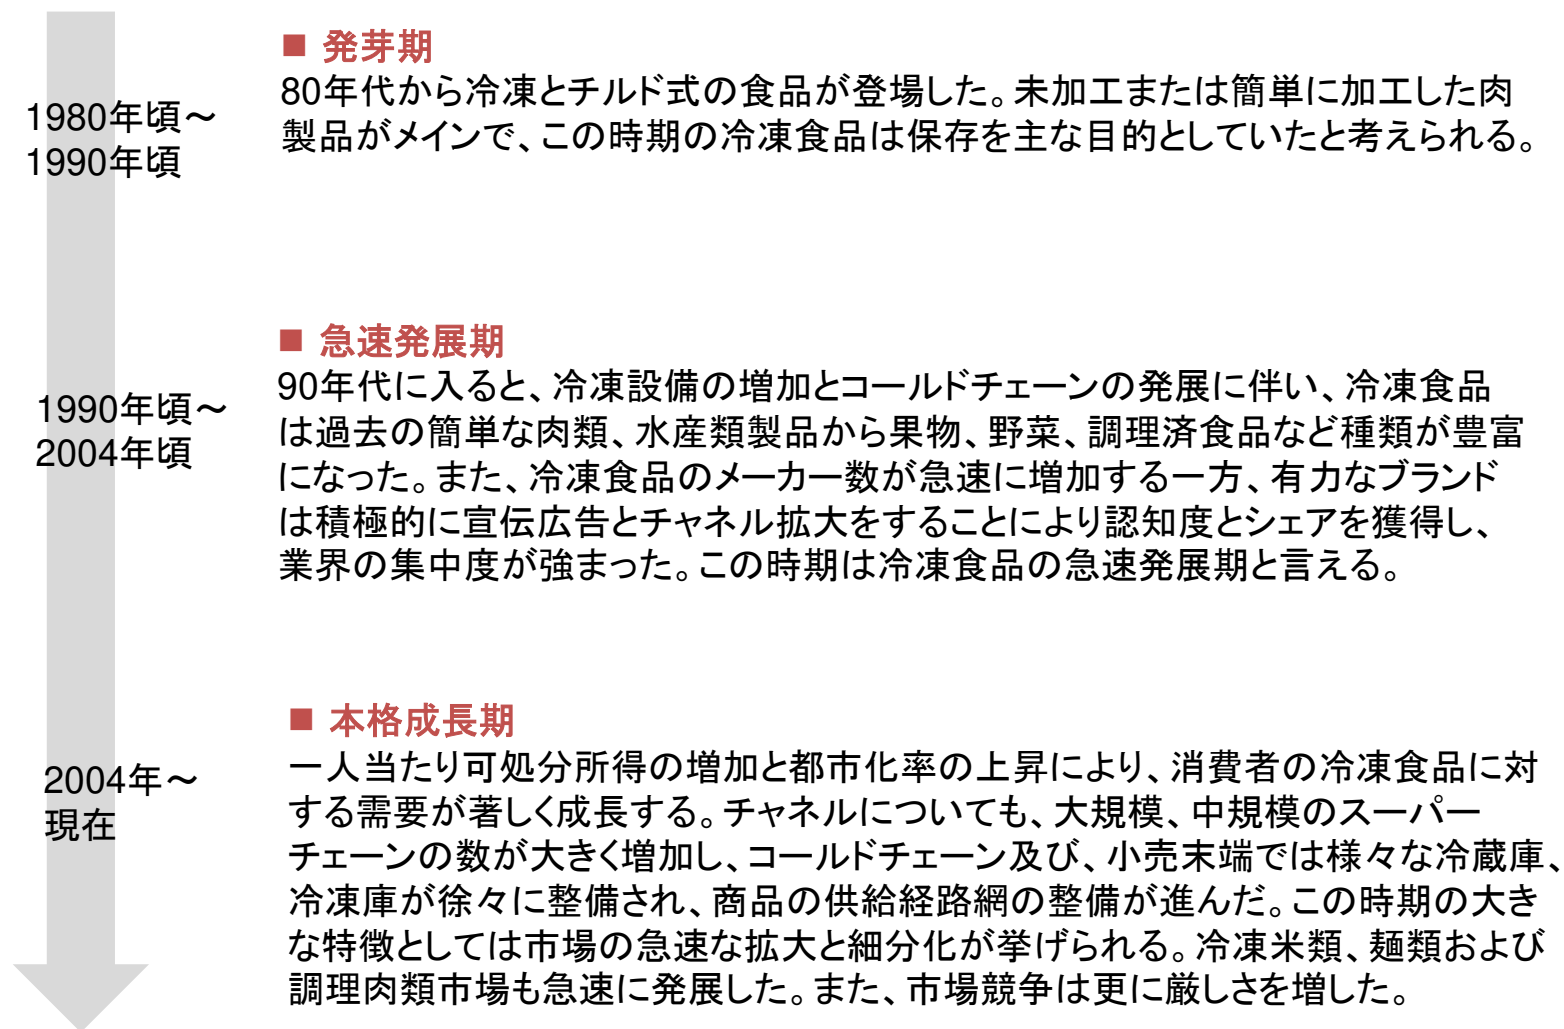 ■ 発芽期
1980年頃～
1990年頃
80年代から冷凍とチルド式の食品が登場した。未加工または簡単に加工した肉
製品がメインで、この時期の冷凍食品は保存を主な目的としていたと考えられる。
■ 急速発展期
1990年頃～
2004年頃
90年代に入ると、冷凍設備の増加とコールドチェーンの発展に伴い、冷凍食品
は過去の簡単な肉類、水産類製品から果物、野菜、調理済食品など種類が豊富
になった。また、冷凍食品のメーカー数が急速に増加する一方、有力なブランド
は積極的に宣伝広告とチャネル拡大をすることにより認知度とシェアを獲得し、
業界の集中度が強まった。この時期は冷凍食品の急速発展期と言える。
■ 本格成長期
2004年～
現在
一人当たり可処分所得の増加と都市化率の上昇により、消費者の冷凍食品に対
する需要が著しく成長する。チャネルについても、大規模、中規模のスーパー
チェーンの数が大きく増加し、コールドチェーン及び、小売末端では様々な冷蔵庫、
冷凍庫が徐々に整備され、商品の供給経路網の整備が進んだ。この時期の大き
な特徴としては市場の急速な拡大と細分化が挙げられる。冷凍米類、麺類および
調理肉類市場も急速に発展した。また、市場競争は更に厳しさを増した。